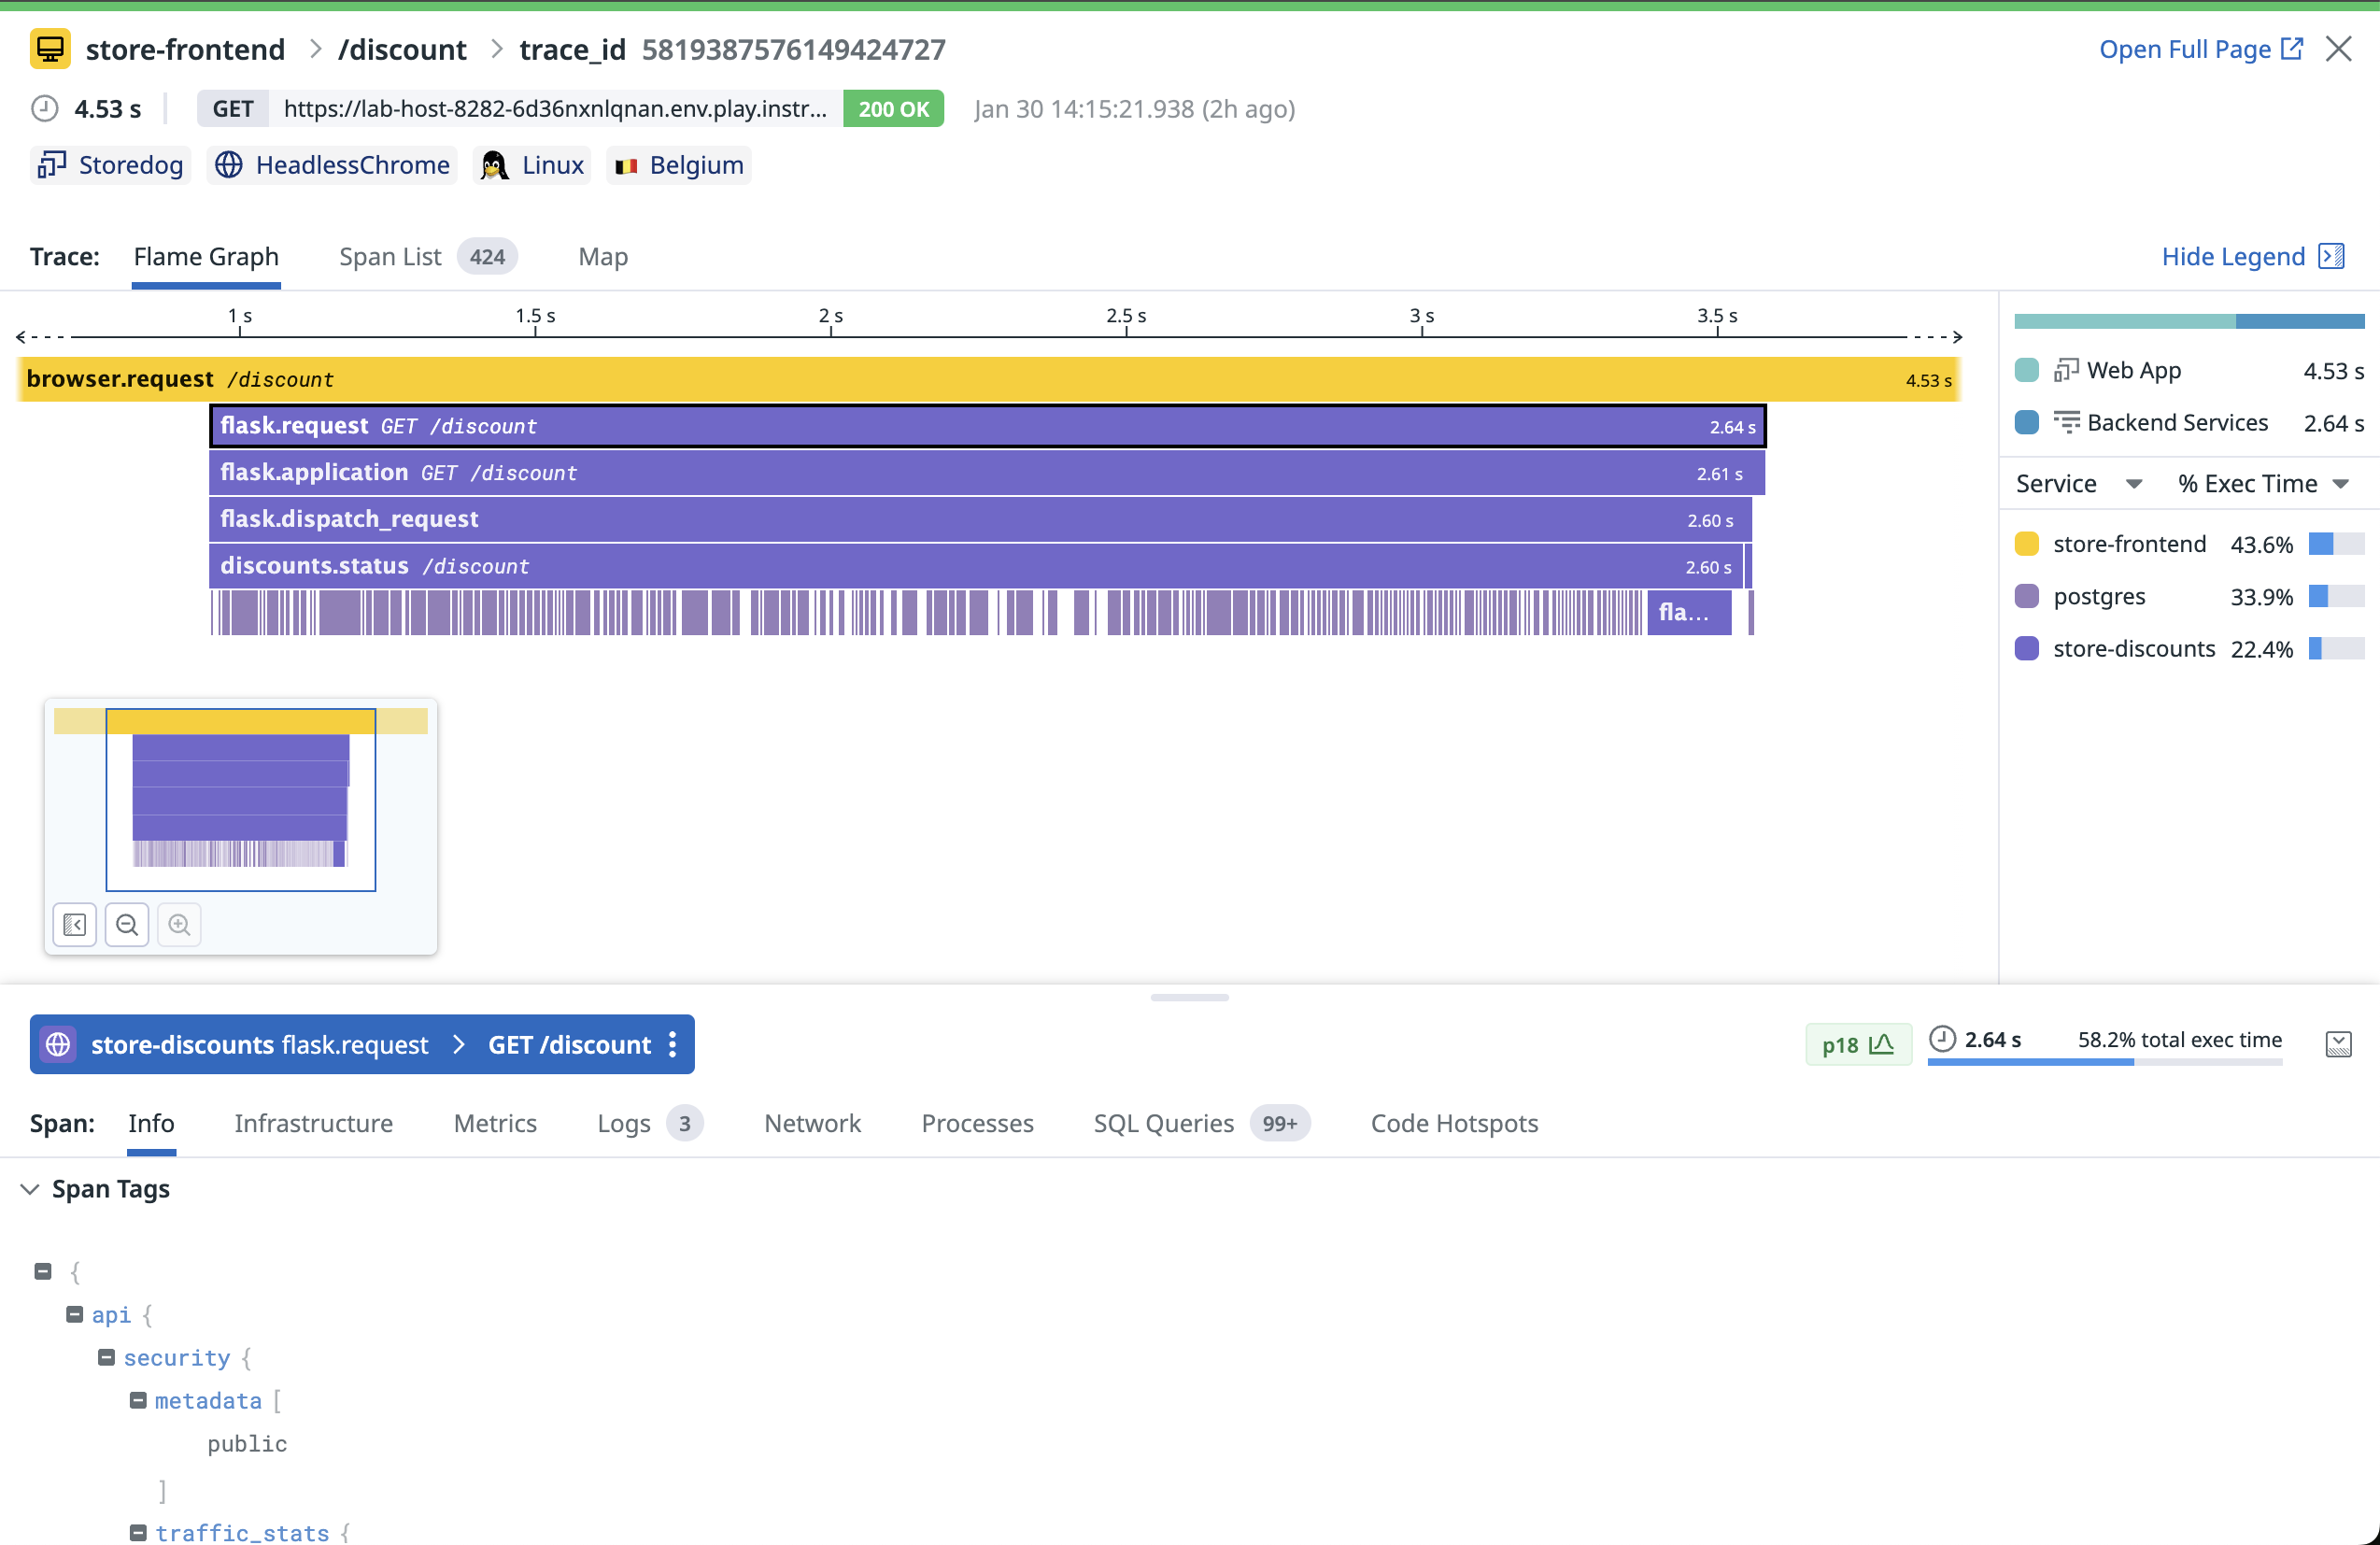 store-frontend > /discount > trace_id 5819387576149424727
Open Full Page
4.53 s GET https://lab-host-8282-6d36nxnlqnan.env.play.instr... 200 OK Jan 30 14:15:21.938 (2h ago)
Storedog HeadlessChrome Linux Belgium
Trace: Flame Graph Span List 424 Map
Hide Legend
1 s 1.5 s 2 s 2.5 s 3 s 3.5 s
browser.request /discount 4.53 s
flask.request GET /discount 2.64 s
flask.application GET /discount 2.61 s
flask.dispatch_request 2.60 s
discounts.status /discount 2.60 s
fla...
Web App 4.53 s
Backend Services 2.64 s
Service % Exec Time
store-frontend 43.6%
postgres 33.9%
store-discounts 22.4%
store-discounts flask.request > GET /discount
p18 2.64 s 58.2% total exec time
Span: Info Infrastructure Metrics Logs 3 Network Processes SQL Queries 99+ Code Hotspots
Span Tags
{
api {
security {
metadata [
public
]
traffic_stats {